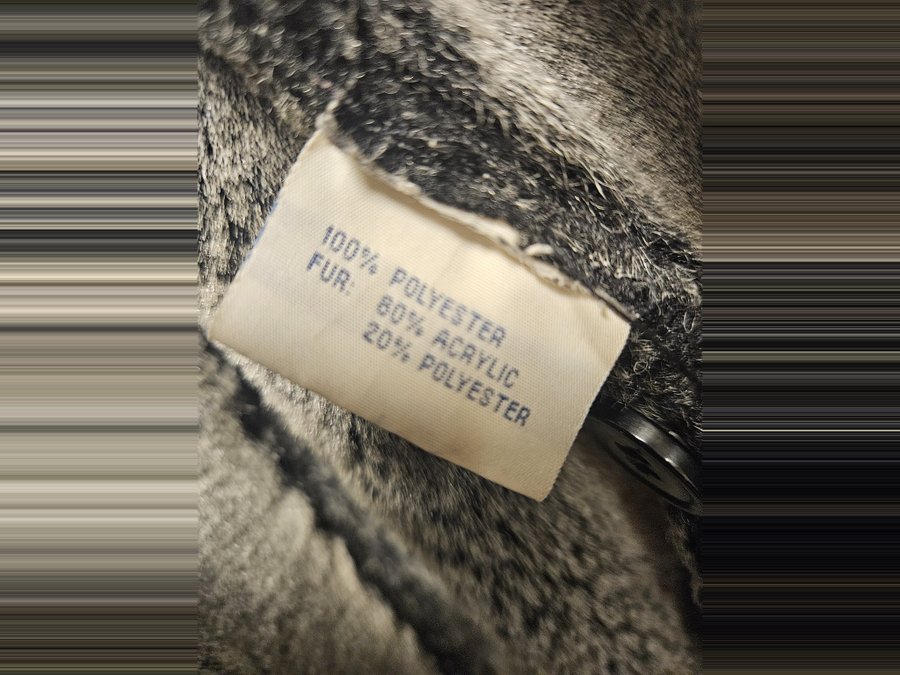 100% POLYESTER
FUR: 80% ACRYLIC
20% POLYESTER